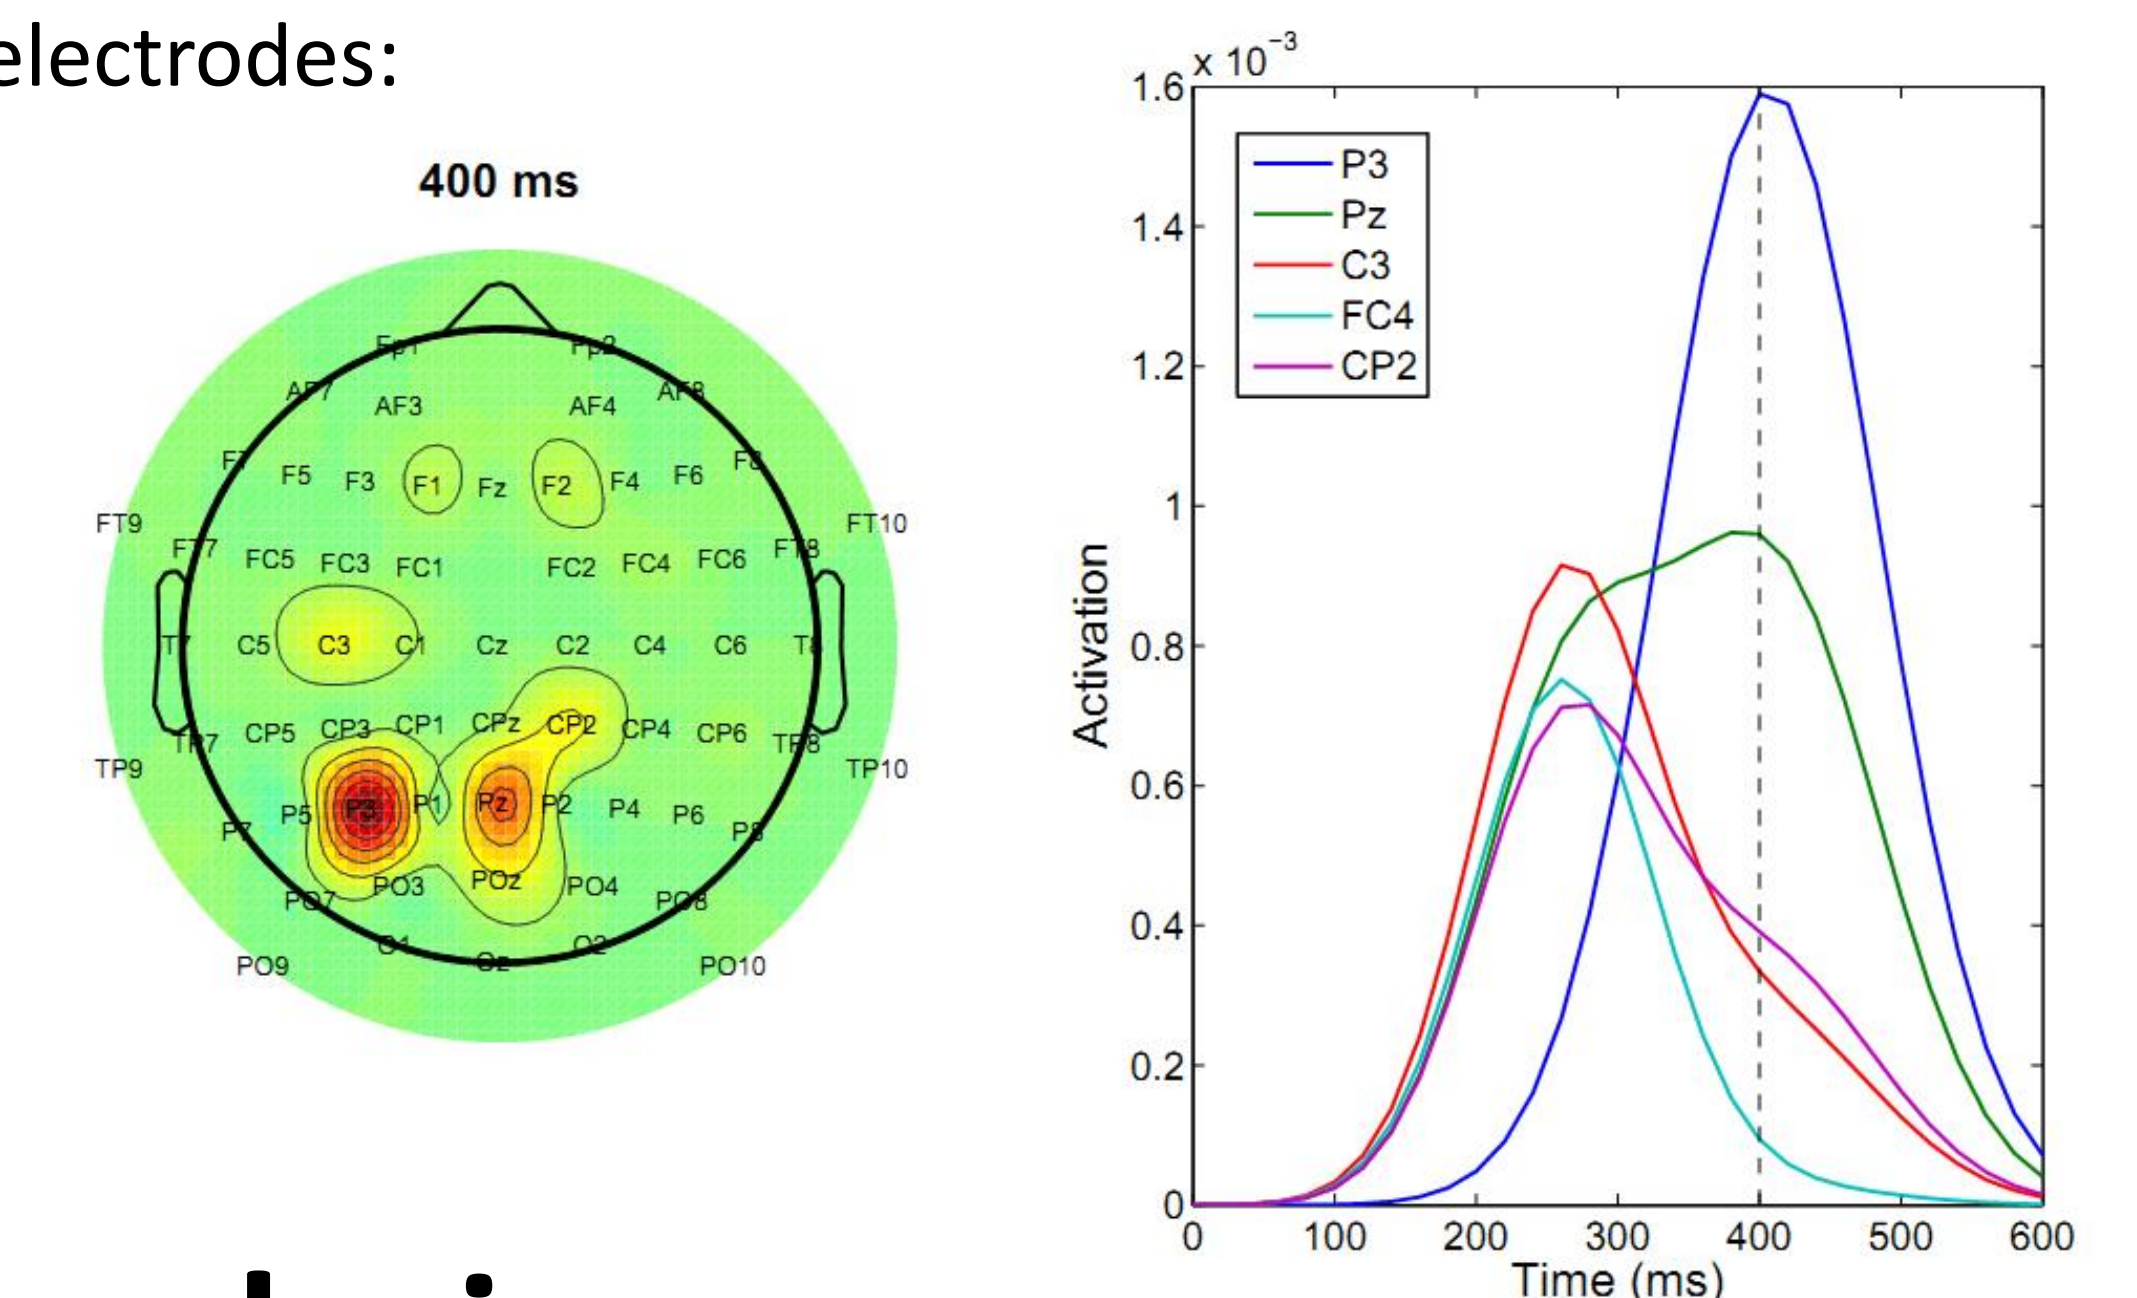 electrodes:
400 ms
Fp1 Fp2
AF7 AF3 AF4 AF8
F7 F5 F3 F1 Fz F2 F4 F6 F8
FT9 FT10
FT7 FC5 FC3 FC1 FC2 FC4 FC6 FT8
T7 C5 C3 C1 Cz C2 C4 C6 T8
TP7 CP5 CP3 CP1 CPz CP2 CP4 CP6 TP8
TP9 TP10
P7 P5 P3 P1 Pz P2 P4 P6 P8
PO7 PO3 POz PO4 PO8
O1 Oz O2
PO9 PO10
x 10⁻³
1.6
1.4
1.2
1
0.8
0.6
0.4
0.2
0
Activation
P3
Pz
C3
FC4
CP2
0 100 200 300 400 500 600
Time (ms)